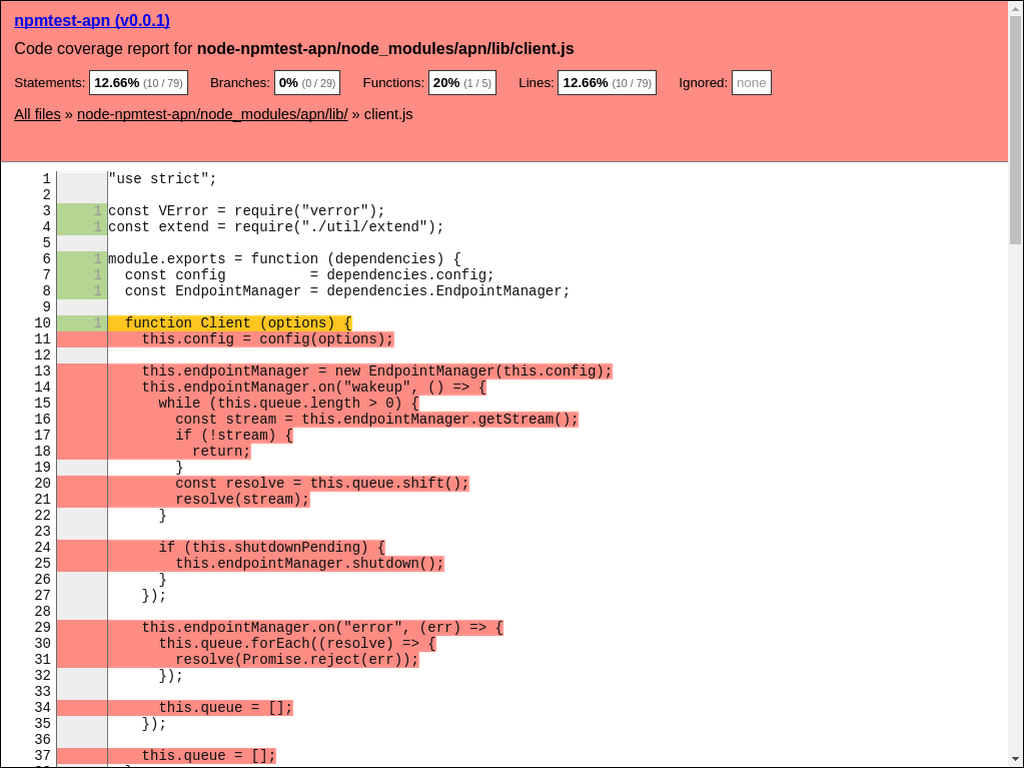 npmtest-apn (v0.0.1)
Code coverage report for node-npmtest-apn/node_modules/apn/lib/client.js
Statements: 12.66% (10 / 79) Branches: 0% (0 / 29) Functions: 20% (1 / 5) Lines: 12.66% (10 / 79) Ignored: none
All files » node-npmtest-apn/node_modules/apn/lib/ » client.js
1 "use strict";
2
3 1 const VError = require("verror");
4 1 const extend = require("./util/extend");
5
6 1 module.exports = function (dependencies) {
7 1   const config          = dependencies.config;
8 1   const EndpointManager = dependencies.EndpointManager;
9
10 1   function Client (options) {
11     this.config = config(options);
12
13     this.endpointManager = new EndpointManager(this.config);
14     this.endpointManager.on("wakeup", () => {
15       while (this.queue.length > 0) {
16         const stream = this.endpointManager.getStream();
17         if (!stream) {
18           return;
19         }
20         const resolve = this.queue.shift();
21         resolve(stream);
22       }
23
24       if (this.shutdownPending) {
25         this.endpointManager.shutdown();
26       }
27     });
28
29     this.endpointManager.on("error", (err) => {
30       this.queue.forEach((resolve) => {
31         resolve(Promise.reject(err));
32       });
33
34       this.queue = [];
35     });
36
37     this.queue = [];